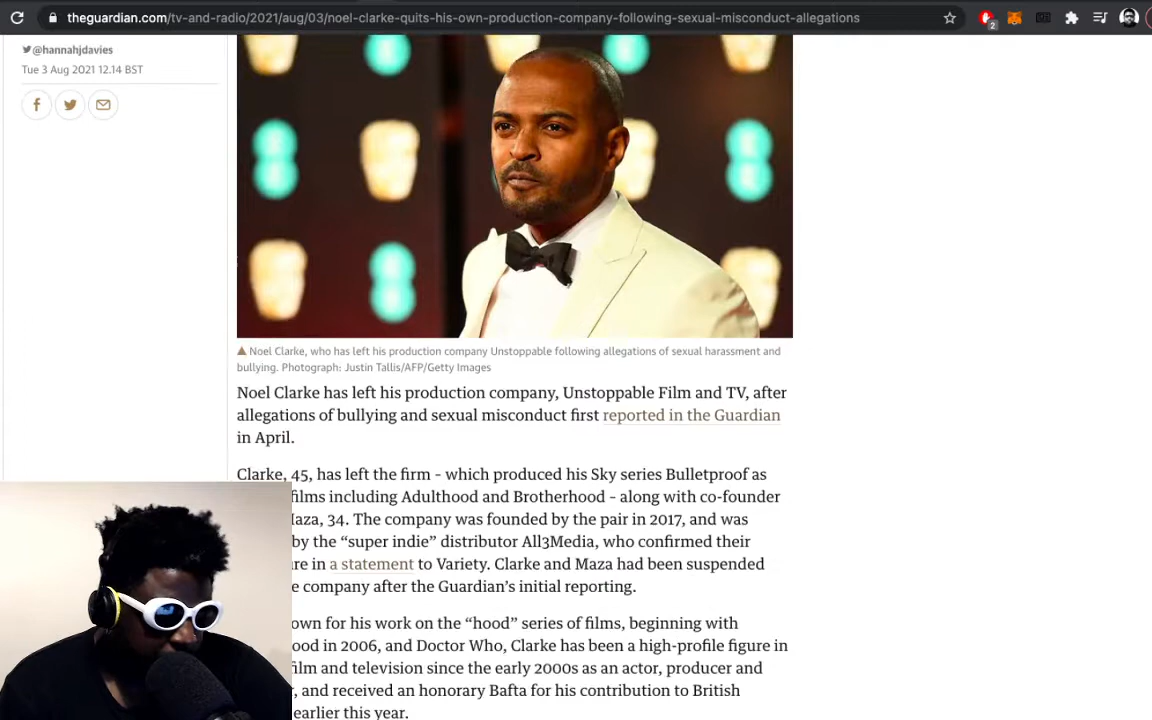 theguardian.com/tv-and-radio/2021/aug/03/noel-clarke-quits-his-own-production-company-following-sexual-misconduct-allegations
2
@hannahjdavies
Tue 3 Aug 2021 12.14 BST
Noel Clarke, who has left his production company Unstoppable following allegations of sexual harassment and
bullying. Photograph: Justin Tallis/AFP/Getty Images
Noel Clarke has left his production company, Unstoppable Film and TV, after
allegations of bullying and sexual misconduct first reported in the Guardian
in April.
Clarke, 45, has left the firm – which produced his Sky series Bulletproof as
films including Adulthood and Brotherhood – along with co-founder
aza, 34. The company was founded by the pair in 2017, and was
by the “super indie” distributor All3Media, who confirmed their
re in a statement to Variety. Clarke and Maza had been suspended
e company after the Guardian’s initial reporting.
own for his work on the “hood” series of films, beginning with
ood in 2006, and Doctor Who, Clarke has been a high-profile figure in
film and television since the early 2000s as an actor, producer and
, and received an honorary Bafta for his contribution to British
earlier this year.